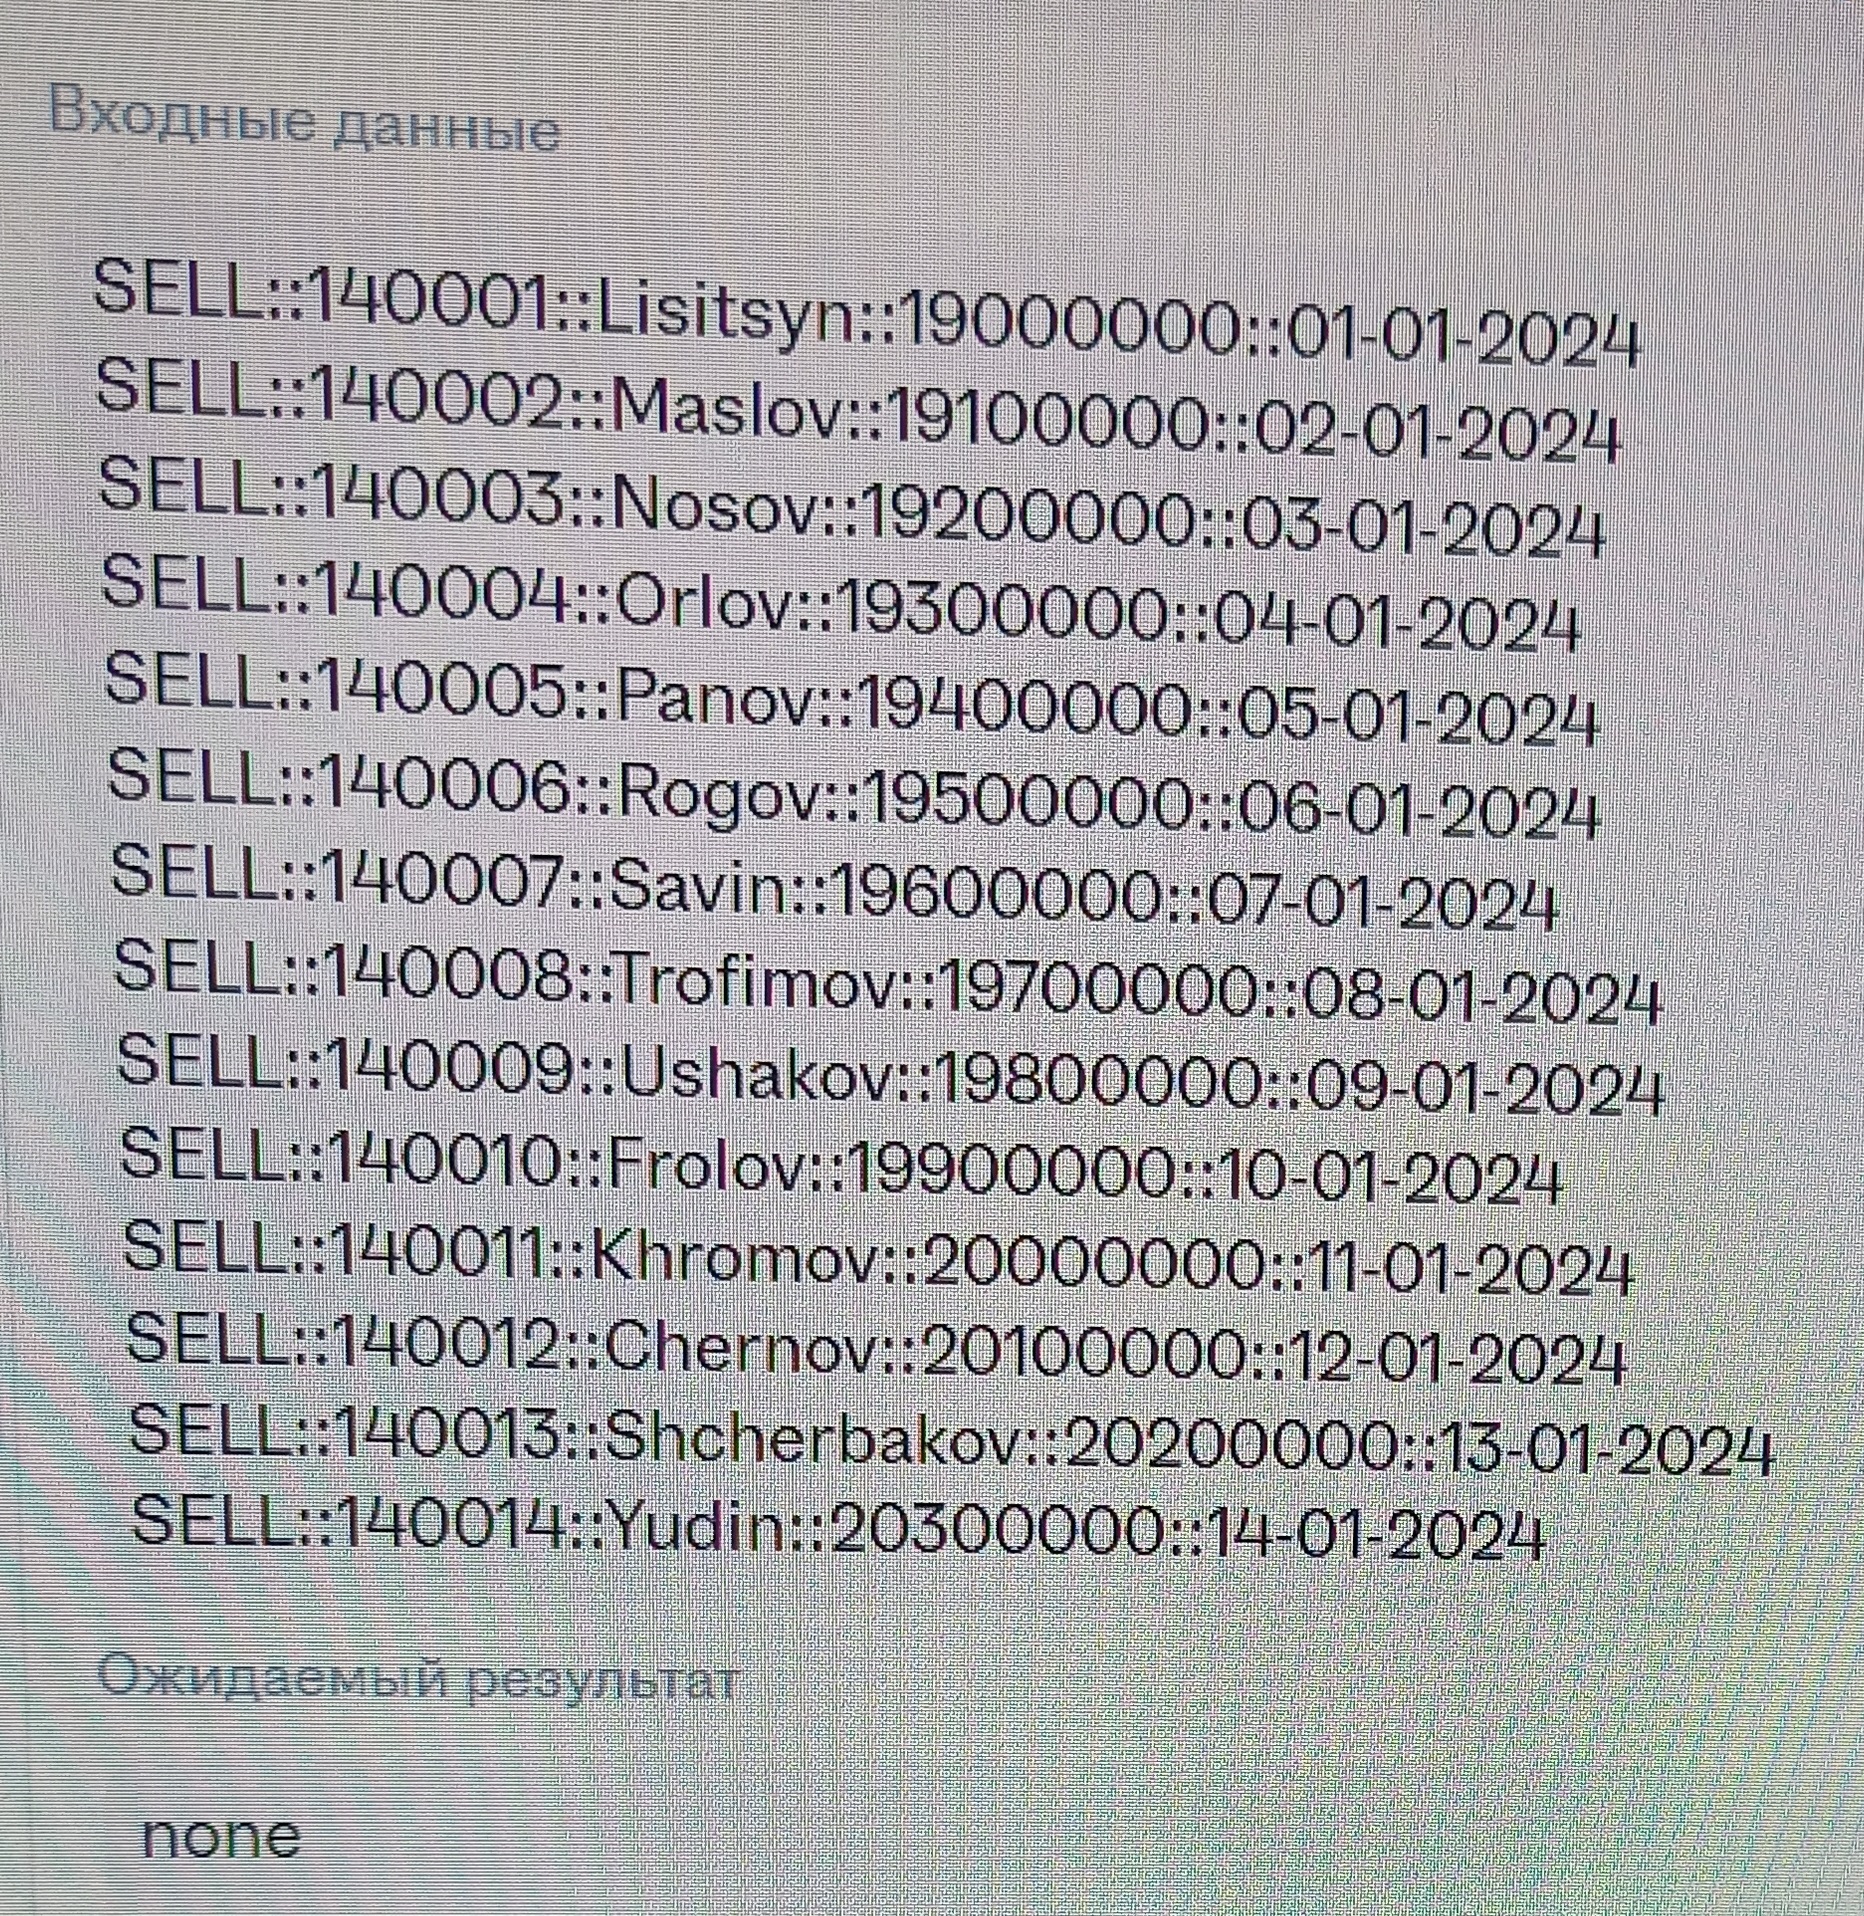 Входные данные
SELL::140001::Lisitsyn::19000000::01-01-2024
SELL::140002::Maslov::19100000::02-01-2024
SELL::140003::Nosov::19200000::03-01-2024
SELL::140004::Orlov::19300000::04-01-2024
SELL::140005::Panov::19400000::05-01-2024
SELL::140006::Rogov::19500000::06-01-2024
SELL::140007::Savin::19600000::07-01-2024
SELL::140008::Trofimov::19700000::08-01-2024
SELL::140009::Ushakov::19800000::09-01-2024
SELL::140010::Frolov::19900000::10-01-2024
SELL::140011::Khromov::20000000::11-01-2024
SELL::140012::Chernov::20100000::12-01-2024
SELL::140013::Shcherbakov::20200000::13-01-2024
SELL::140014::Yudin::20300000::14-01-2024
Ожидаемый результат
none